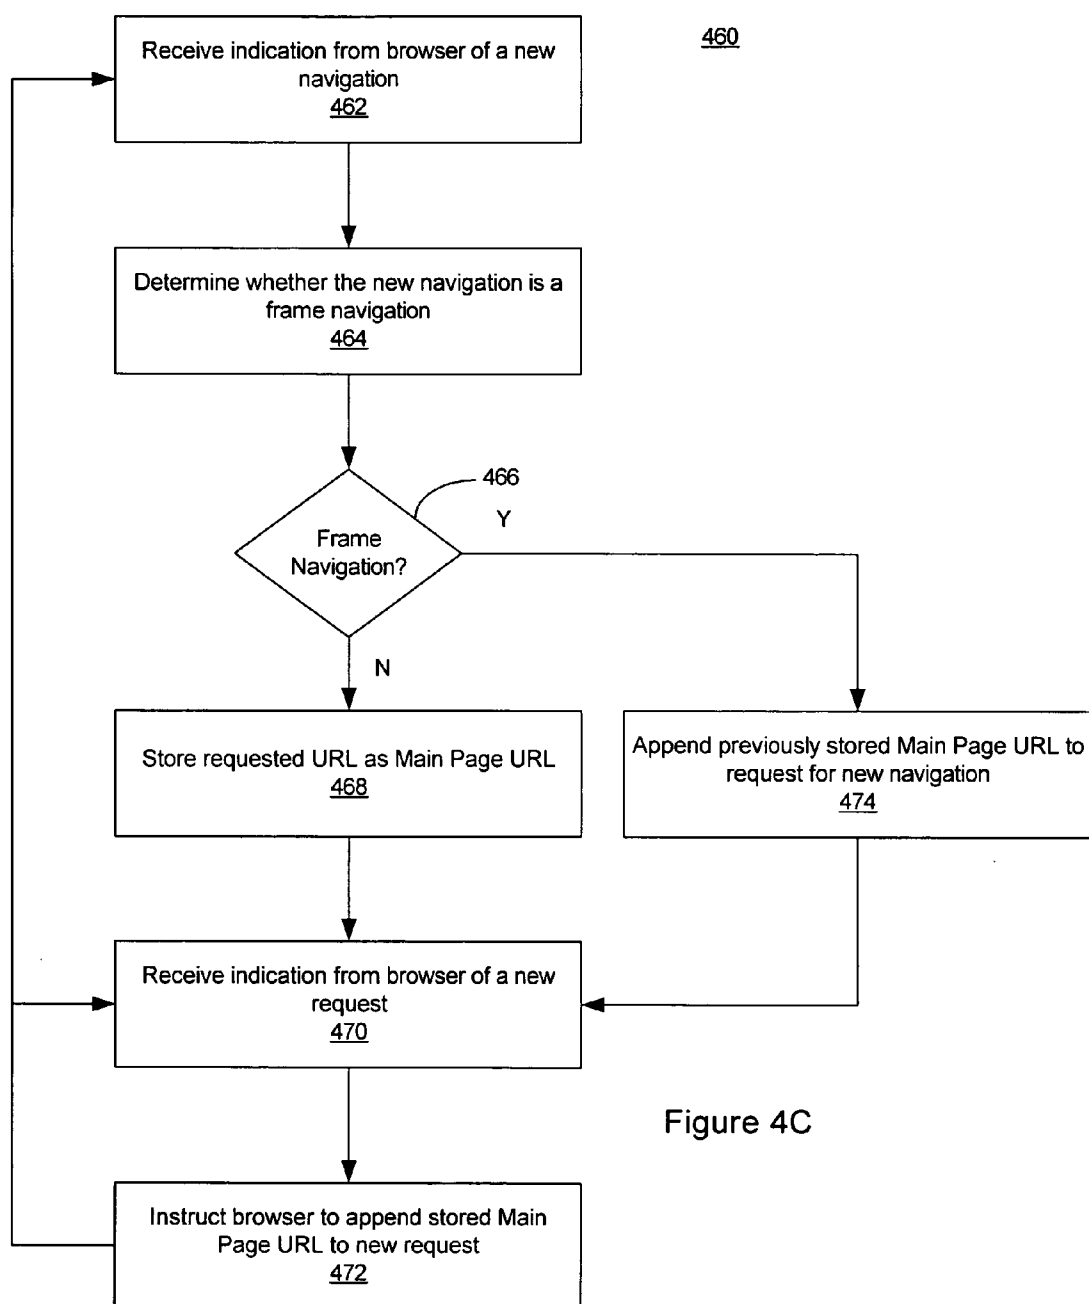 460
Receive indication from browser of a new
navigation
462
Determine whether the new navigation is a
frame navigation
464
466
Y
Frame
Navigation?
N
Store requested URL as Main Page URL
468
Append previously stored Main Page URL to
request for new navigation
474
Receive indication from browser of a new
request
470
Figure 4C
Instruct browser to append stored Main
Page URL to new request
472